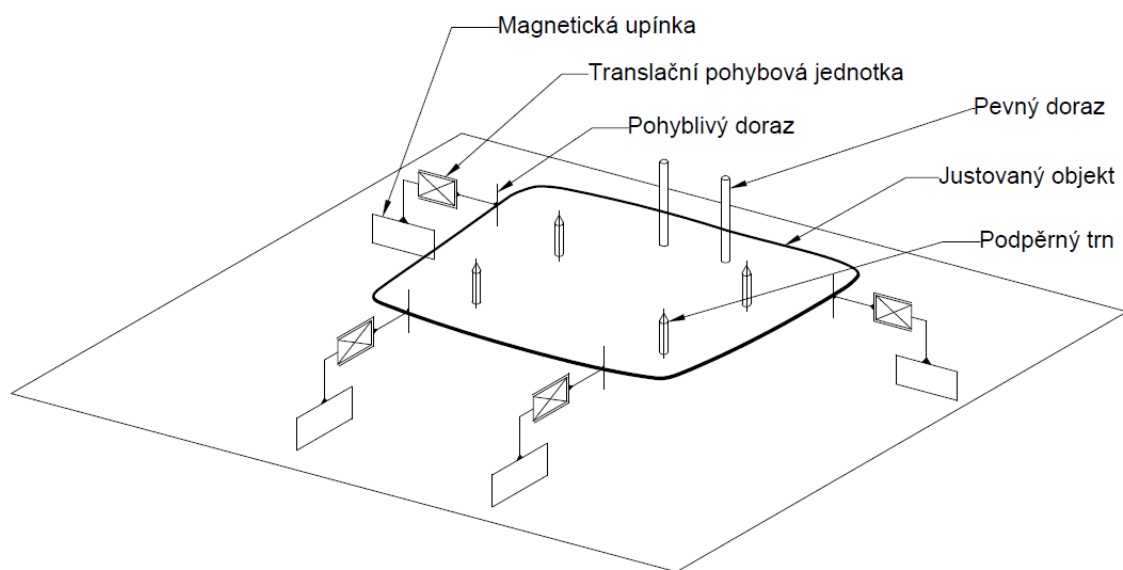 Magnetická upínka
Translační pohybová jednotka
Pohyblivý doraz
Pevný doraz
Justovaný objekt
Podpěrný trn